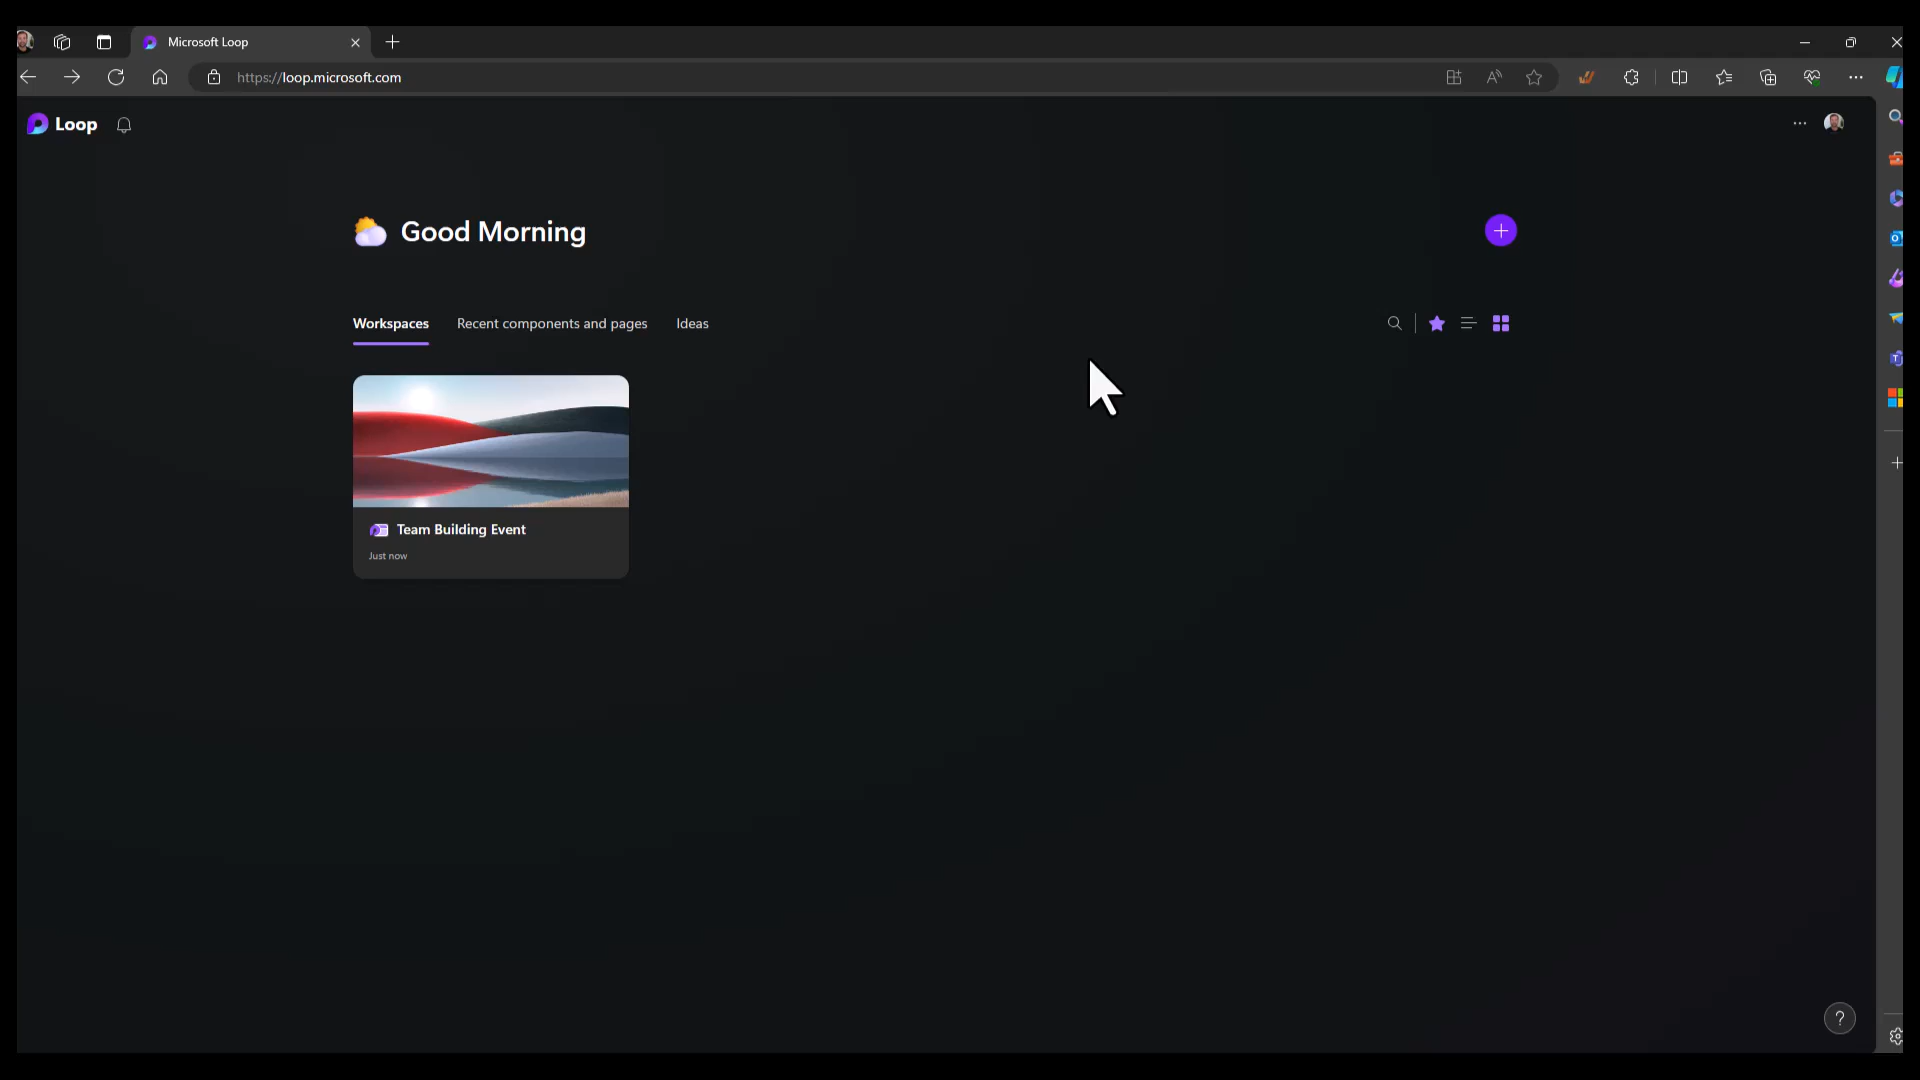 Microsoft Loop
https://loop.microsoft.com
Loop
Good Morning
Workspaces
Recent components and pages
Ideas
Team Building Event
Just now
?